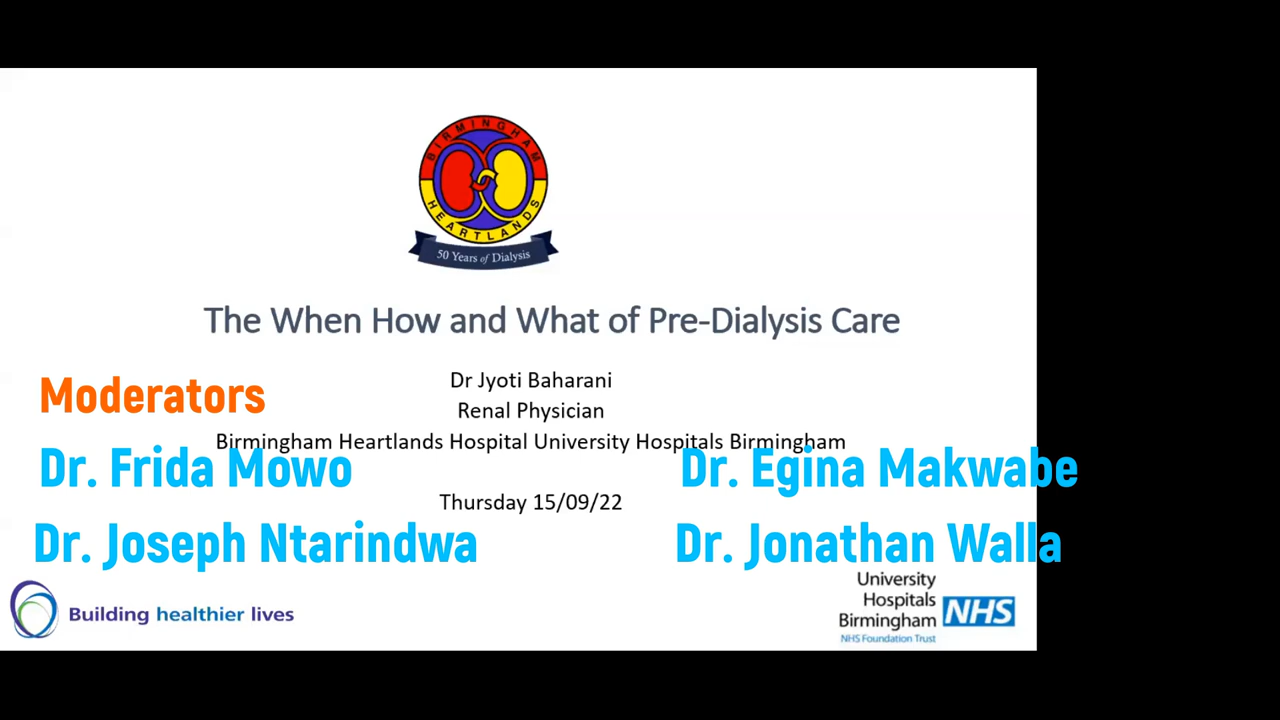 BIRMINGHAM
HEARTLANDS
50 Years of Dialysis
The When How and What of Pre-Dialysis Care
Dr Jyoti Baharani
Moderators
Renal Physician
Birmingham Heartlands Hospital University Hospitals Birmingham
Dr. Frida Mowo
Dr. Egina Makwabe
Thursday 15/09/22
Dr. Joseph Ntarindwa
Dr. Jonathan Walla
Building healthier lives
University
Hospitals
Birmingham
NHS
NHS Foundation Trust